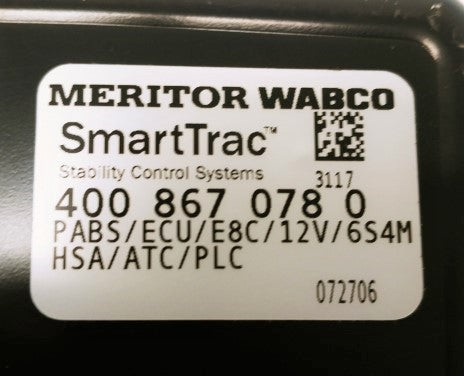 MERITOR WABCO
SmartTrac™
Stability Control Systems
3117
400 867 078 0
PABS/ECU/E8C/12V/6S4M
HSA/ATC/PLC
072706